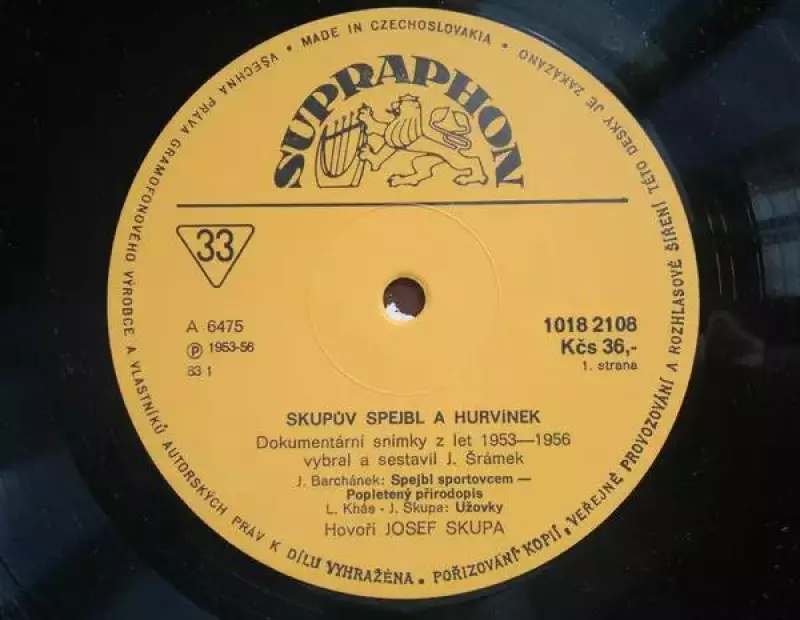 VŠECHNA PRÁVA GRAMOFONOVÉHO VÝROBCE A VLASTNÍKŮ AUTORSKÝCH PRÁV K DÍLU VYHRAŽENA • POŘIZOVÁNÍ KOPIÍ, VEŘEJNÉ PROVOZOVÁNÍ A ROZHLASOVÉ ŠÍŘENÍ TÉTO DESKY JE ZAKÁZÁNO
• MADE IN CZECHOSLOVAKIA •
SUPRAPHON
33
A 6475
Ⓟ 1953-56
83 1
1018 2108
Kčs 36,-
1. strana
SKUPŮV SPEJBL A HURVÍNEK
Dokumentární snímky z let 1953—1956
vybral a sestavil J. Šrámek
J. Barchánek: Spejbl sportovcem —
Popletený přírodopis
L. Khás - J. Skupa: Užovky
Hovoří JOSEF SKUPA